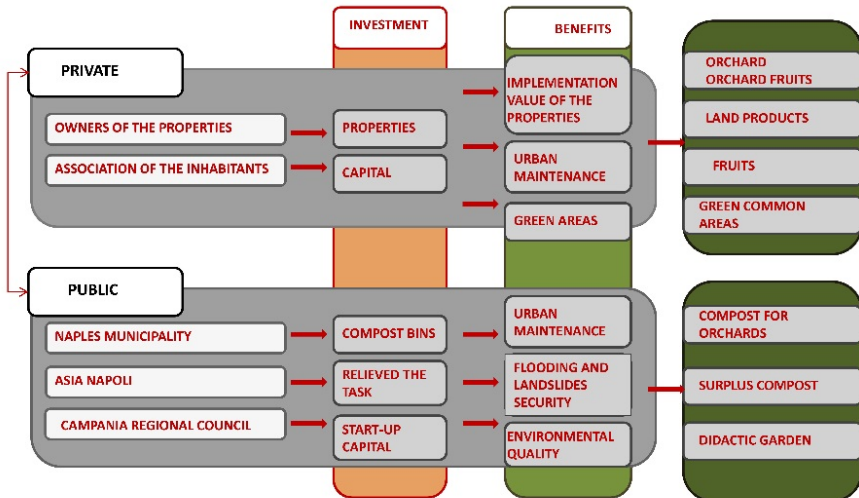 INVESTMENT
BENEFITS
PRIVATE
OWNERS OF THE PROPERTIES
ASSOCIATION OF THE INHABITANTS
PROPERTIES
CAPITAL
IMPLEMENTATION
VALUE OF THE
PROPERTIES
URBAN
MAINTENANCE
GREEN AREAS
ORCHARD
ORCHARD FRUITS
LAND PRODUCTS
FRUITS
GREEN COMMON
AREAS
PUBLIC
NAPLES MUNICIPALITY
ASIA NAPOLI
CAMPANIA REGIONAL COUNCIL
COMPOST BINS
RELIEVED THE
TASK
START-UP
CAPITAL
URBAN
MAINTENANCE
FLOODING AND
LANDSLIDES
SECURITY
ENVIRONMENTAL
QUALITY
COMPOST FOR
ORCHARDS
SURPLUS COMPOST
DIDACTIC GARDEN